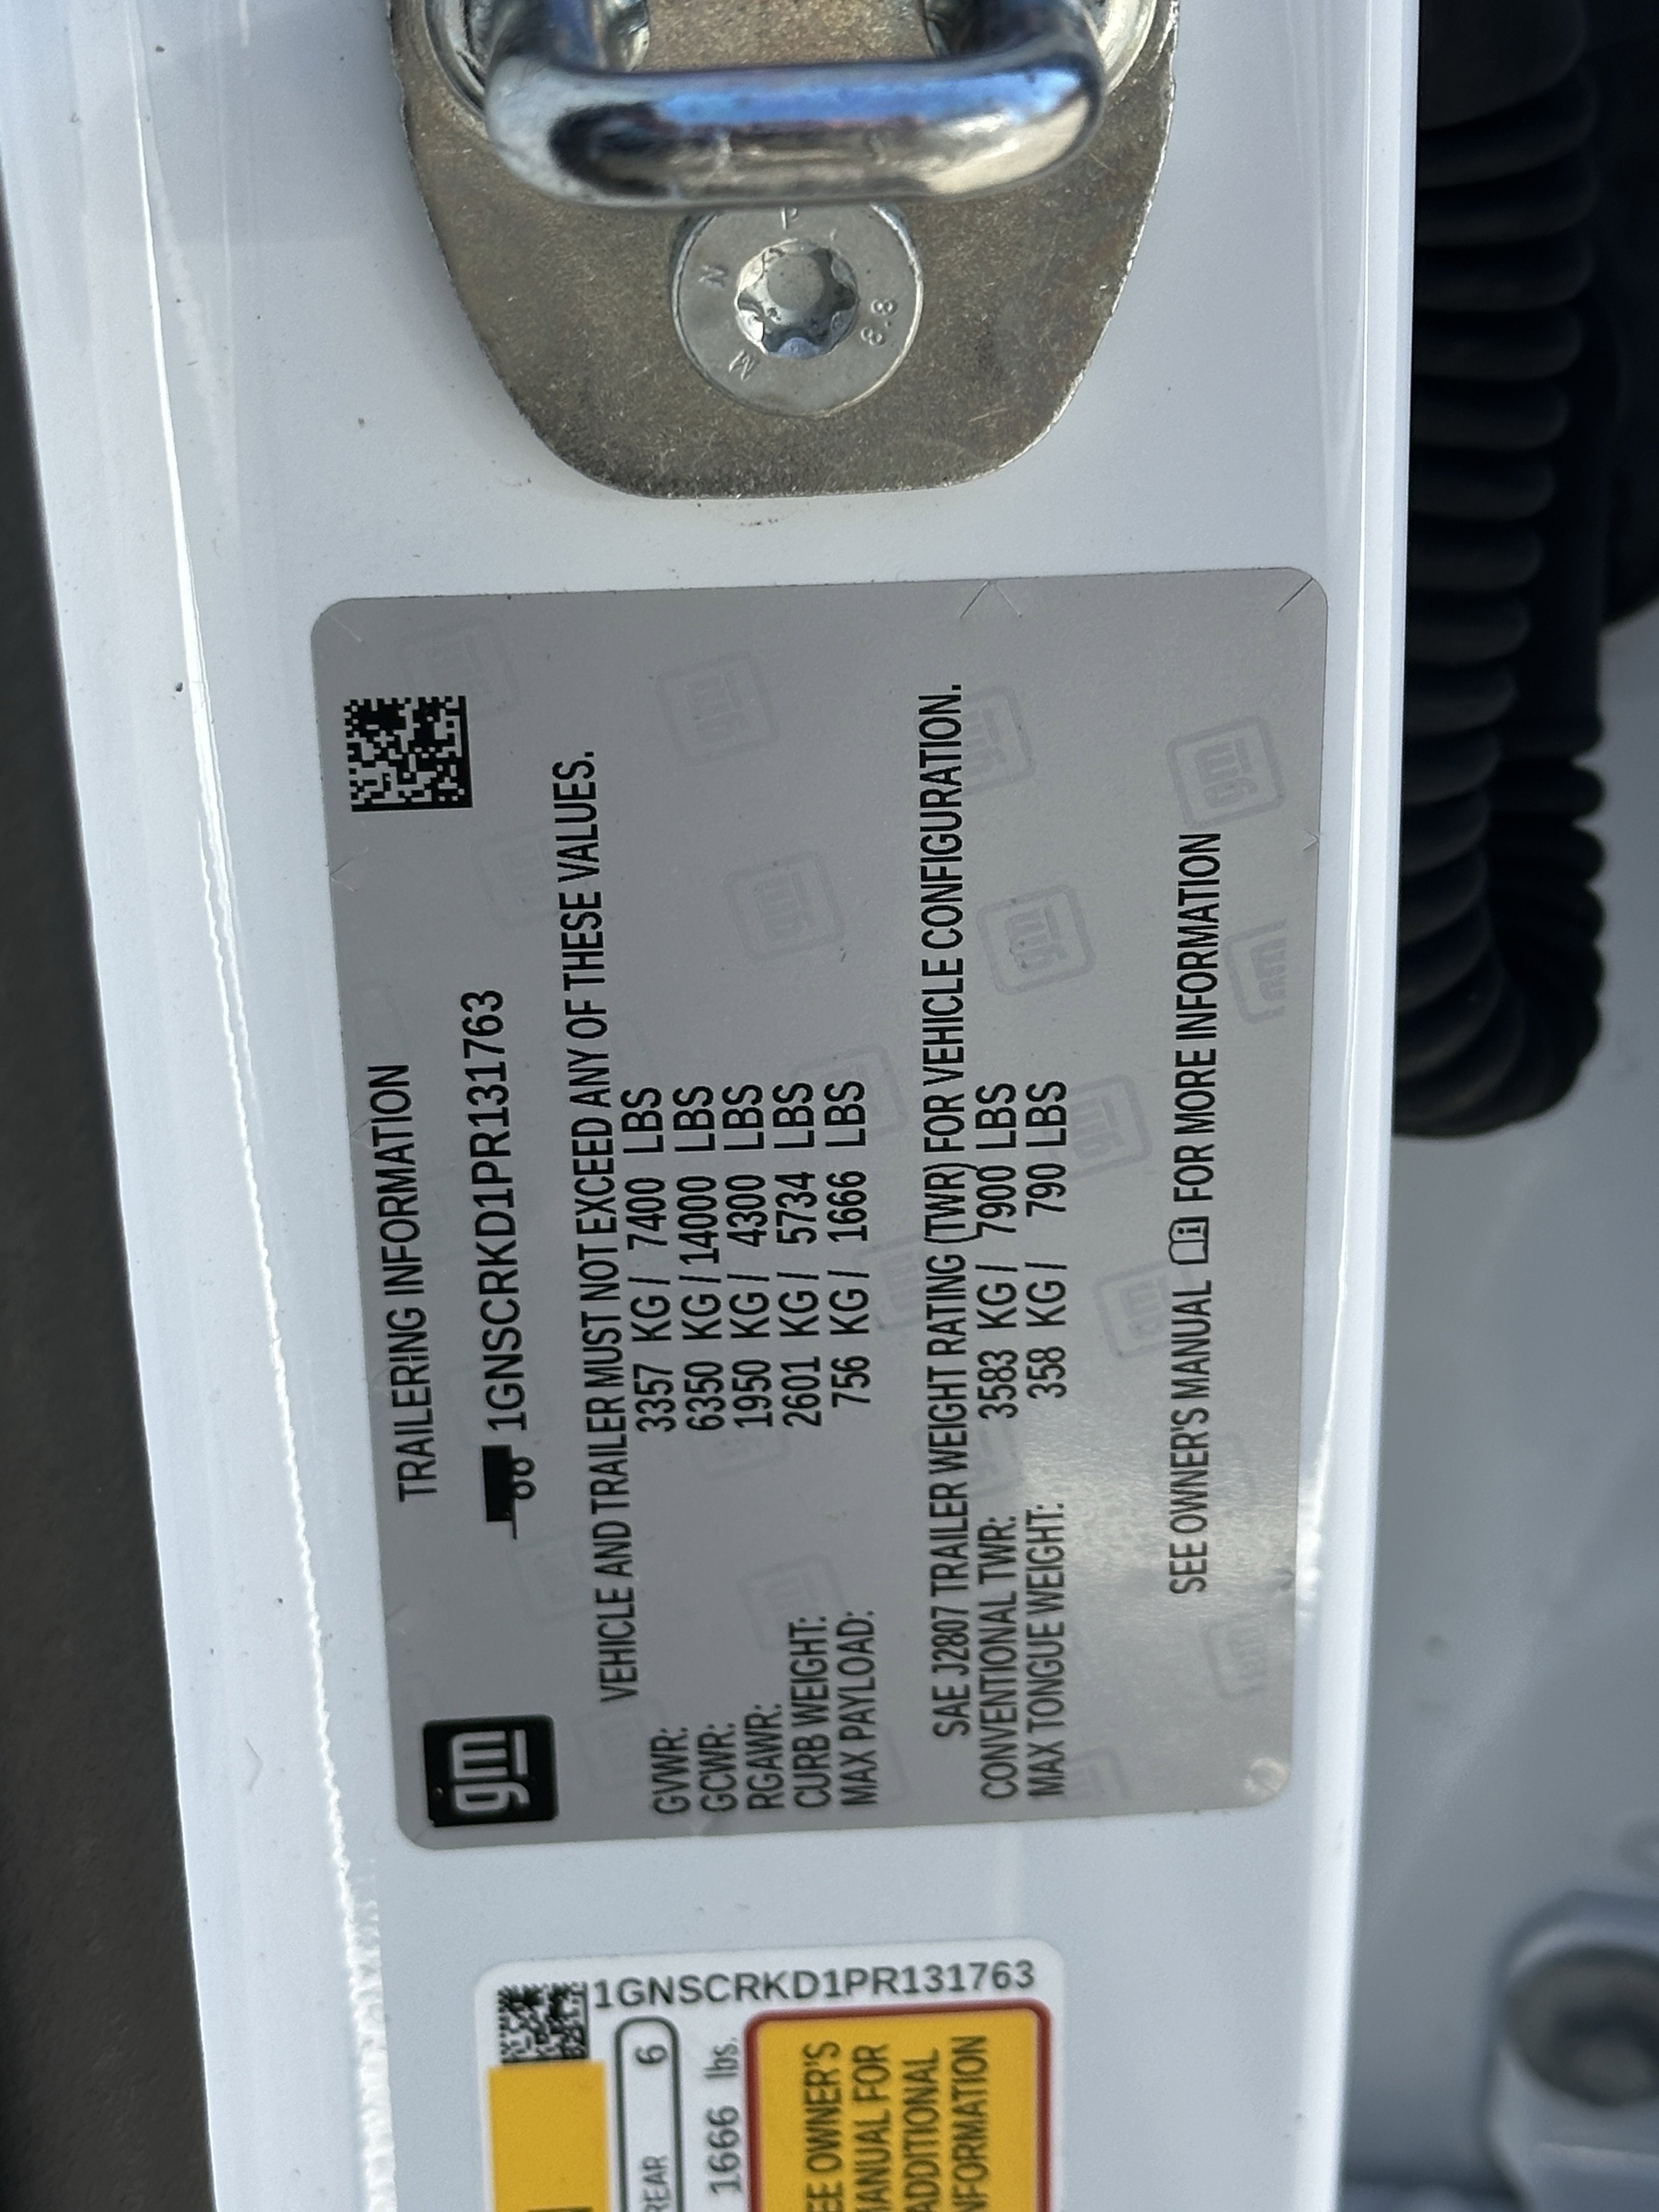 gm
TRAILERING INFORMATION
1GNSCRKD1PR131763
VEHICLE AND TRAILER MUST NOT EXCEED ANY OF THESE VALUES.
GVWR: 3357 KG / 7400 LBS
GCWR: 6350 KG / 14000 LBS
RGAWR: 1950 KG / 4300 LBS
CURB WEIGHT: 2601 KG / 5734 LBS
MAX PAYLOAD: 756 KG / 1666 LBS
SAE J2807 TRAILER WEIGHT RATING (TWR) FOR VEHICLE CONFIGURATION.
CONVENTIONAL TWR: 3583 KG / 7900 LBS
MAX TONGUE WEIGHT: 358 KG / 790 LBS
SEE OWNER'S MANUAL FOR MORE INFORMATION
1GNSCRKD1PR131763
REAR 6
1666 lbs.
EE OWNER'S
MANUAL FOR
ADDITIONAL
NFORMATION
8.8
M
N